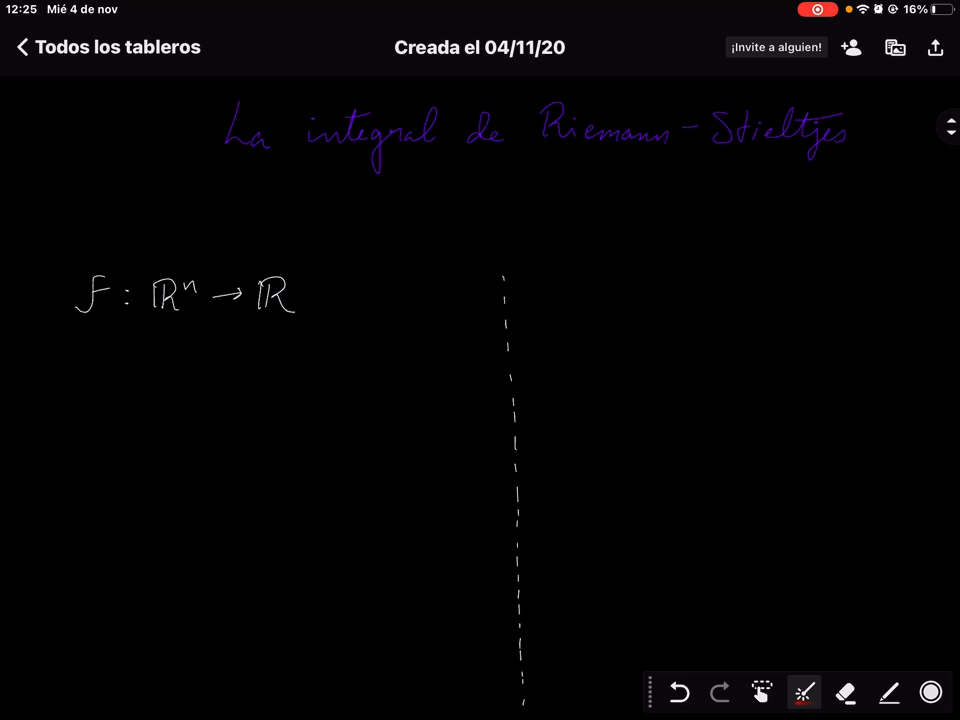 12:25 Mié 4 de nov 16%
Todos los tableros Creada el 04/11/20 ¡Invite a alguien!
La integral de Riemann-Stieltjes
f : ℝⁿ → ℝ